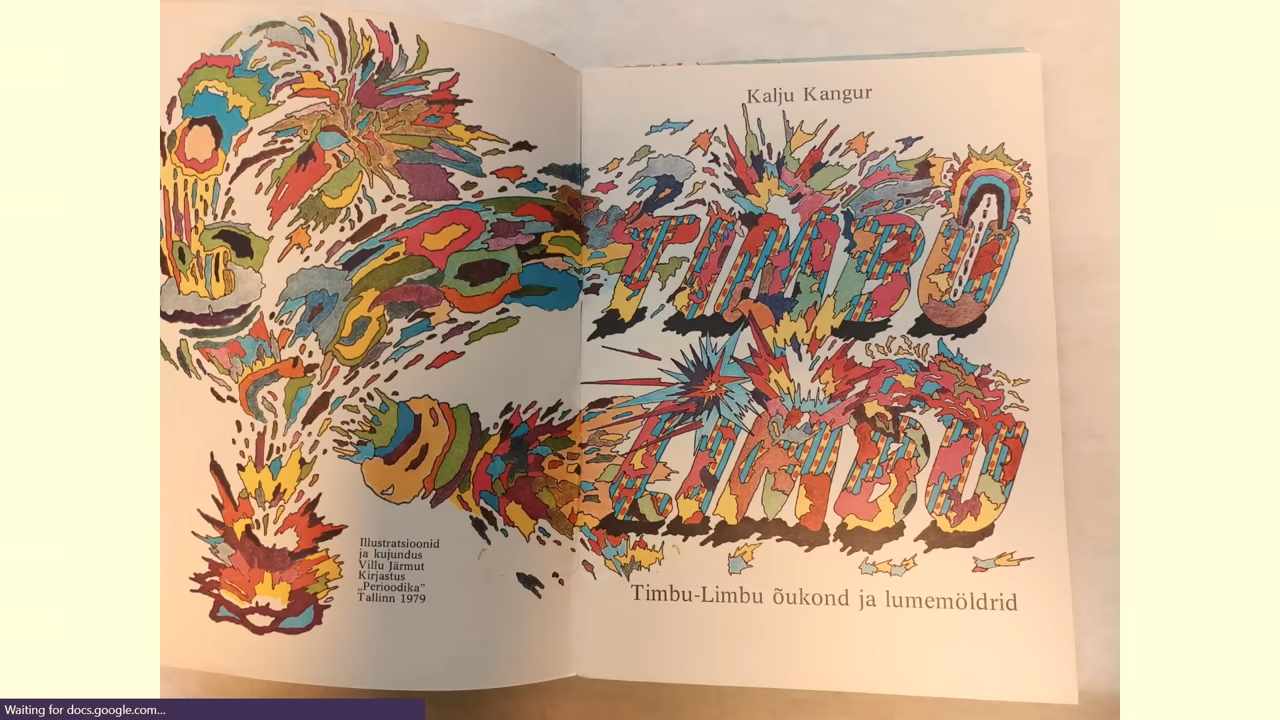 Illustratsioonid
ja kujundus
Villu Järmut
Kirjastus
„Perioodika”
Tallinn 1979
Kalju Kangur
TIMBU
LIMBU
Timbu-Limbu õukond ja lumemöldrid
Waiting for docs.google.com...